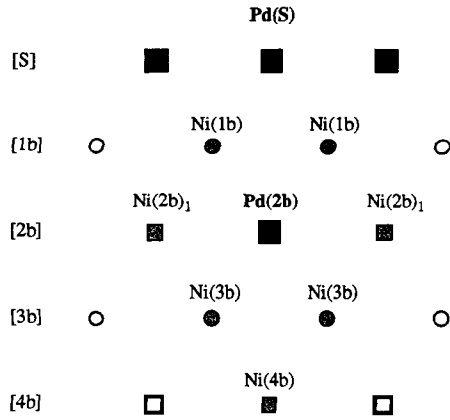 Pd(S)
[S]
Ni(1b) Ni(1b)
[1b]
Ni(2b)₁ Pd(2b) Ni(2b)₁
[2b]
Ni(3b) Ni(3b)
[3b]
Ni(4b)
[4b]